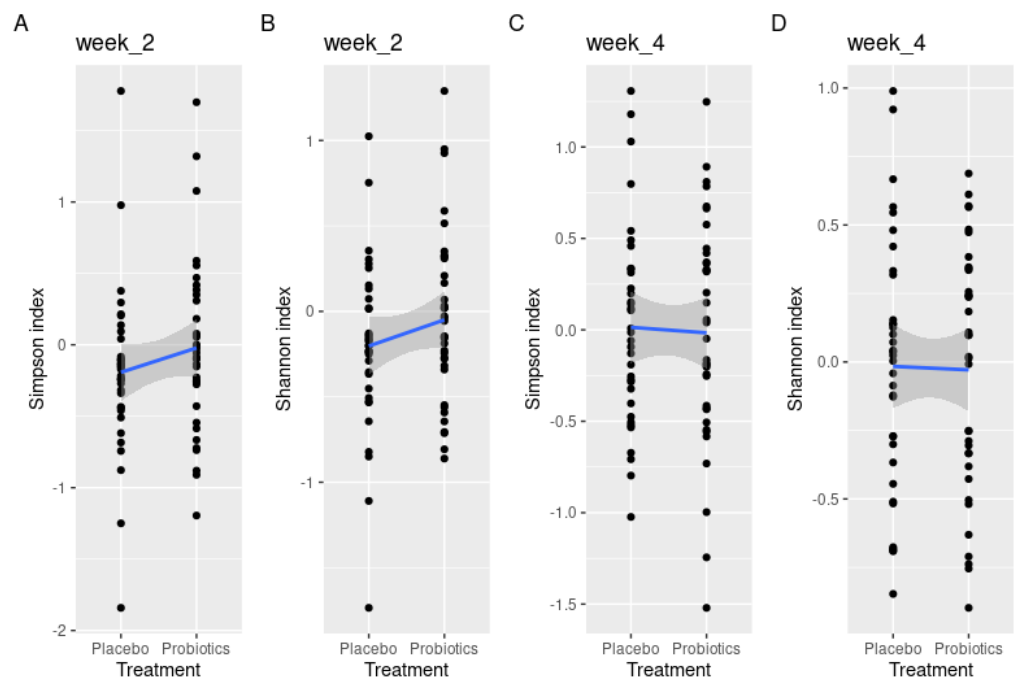 A
week_2
Simpson index
1
0
-1
-2
Placebo Probiotics
Treatment
B
week_2
Shannon index
1
0
-1
Placebo Probiotics
Treatment
C
week_4
Simpson index
1.0
0.5
0.0
-0.5
-1.0
-1.5
Placebo Probiotics
Treatment
D
week_4
Shannon index
1.0
0.5
0.0
-0.5
Placebo Probiotics
Treatment